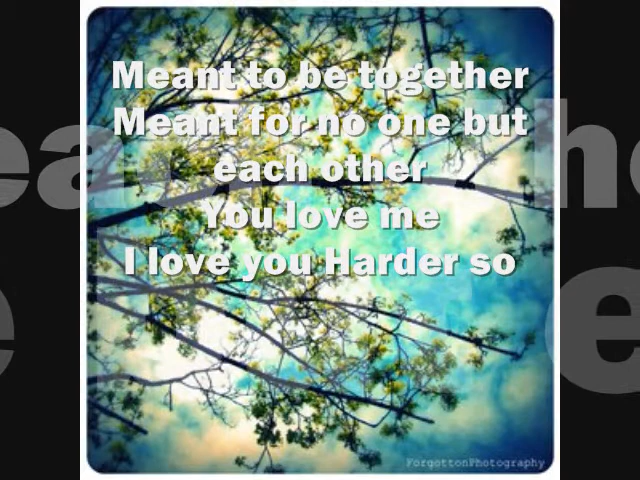 Meant to be together
Meant for no one but
each other
You love me
I love you Harder so
ForgottonPhotography